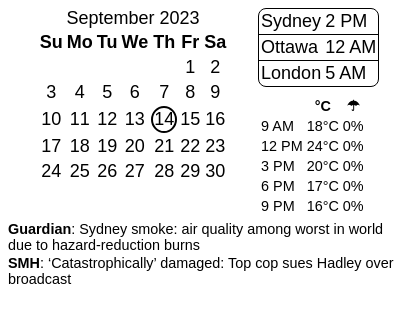 September 2023
Su Mo Tu We Th Fr Sa
1 2
3 4 5 6 7 8 9
10 11 12 13 14 15 16
17 18 19 20 21 22 23
24 25 26 27 28 29 30
Sydney 2 PM
Ottawa 12 AM
London 5 AM
°C ☂
9 AM 18°C 0%
12 PM 24°C 0%
3 PM 20°C 0%
6 PM 17°C 0%
9 PM 16°C 0%
Guardian: Sydney smoke: air quality among worst in world
due to hazard-reduction burns
SMH: ‘Catastrophically’ damaged: Top cop sues Hadley over
broadcast